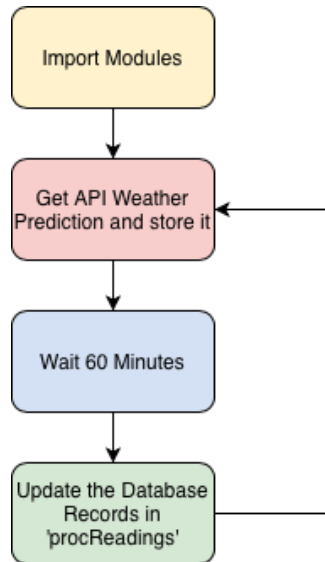 Import Modules
Get API Weather
Prediction and store it
Wait 60 Minutes
Update the Database
Records in
'procReadings'